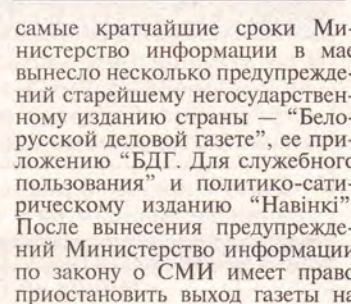 самые кратчайшие сроки Ми-
нистерство информации в мае
вынесло несколько предупрежде-
ний старейшему негосударствен-
ному изданию страны — “Бело-
русской деловой газете”, ее при-
ложению “БДГ. Для служебного
пользования” и политико-сати-
рическому изданию “Навінкі”
После вынесения предупрежде-
ний Министерство информации
по закону о СМИ имеет право
приостановить выход газеты на